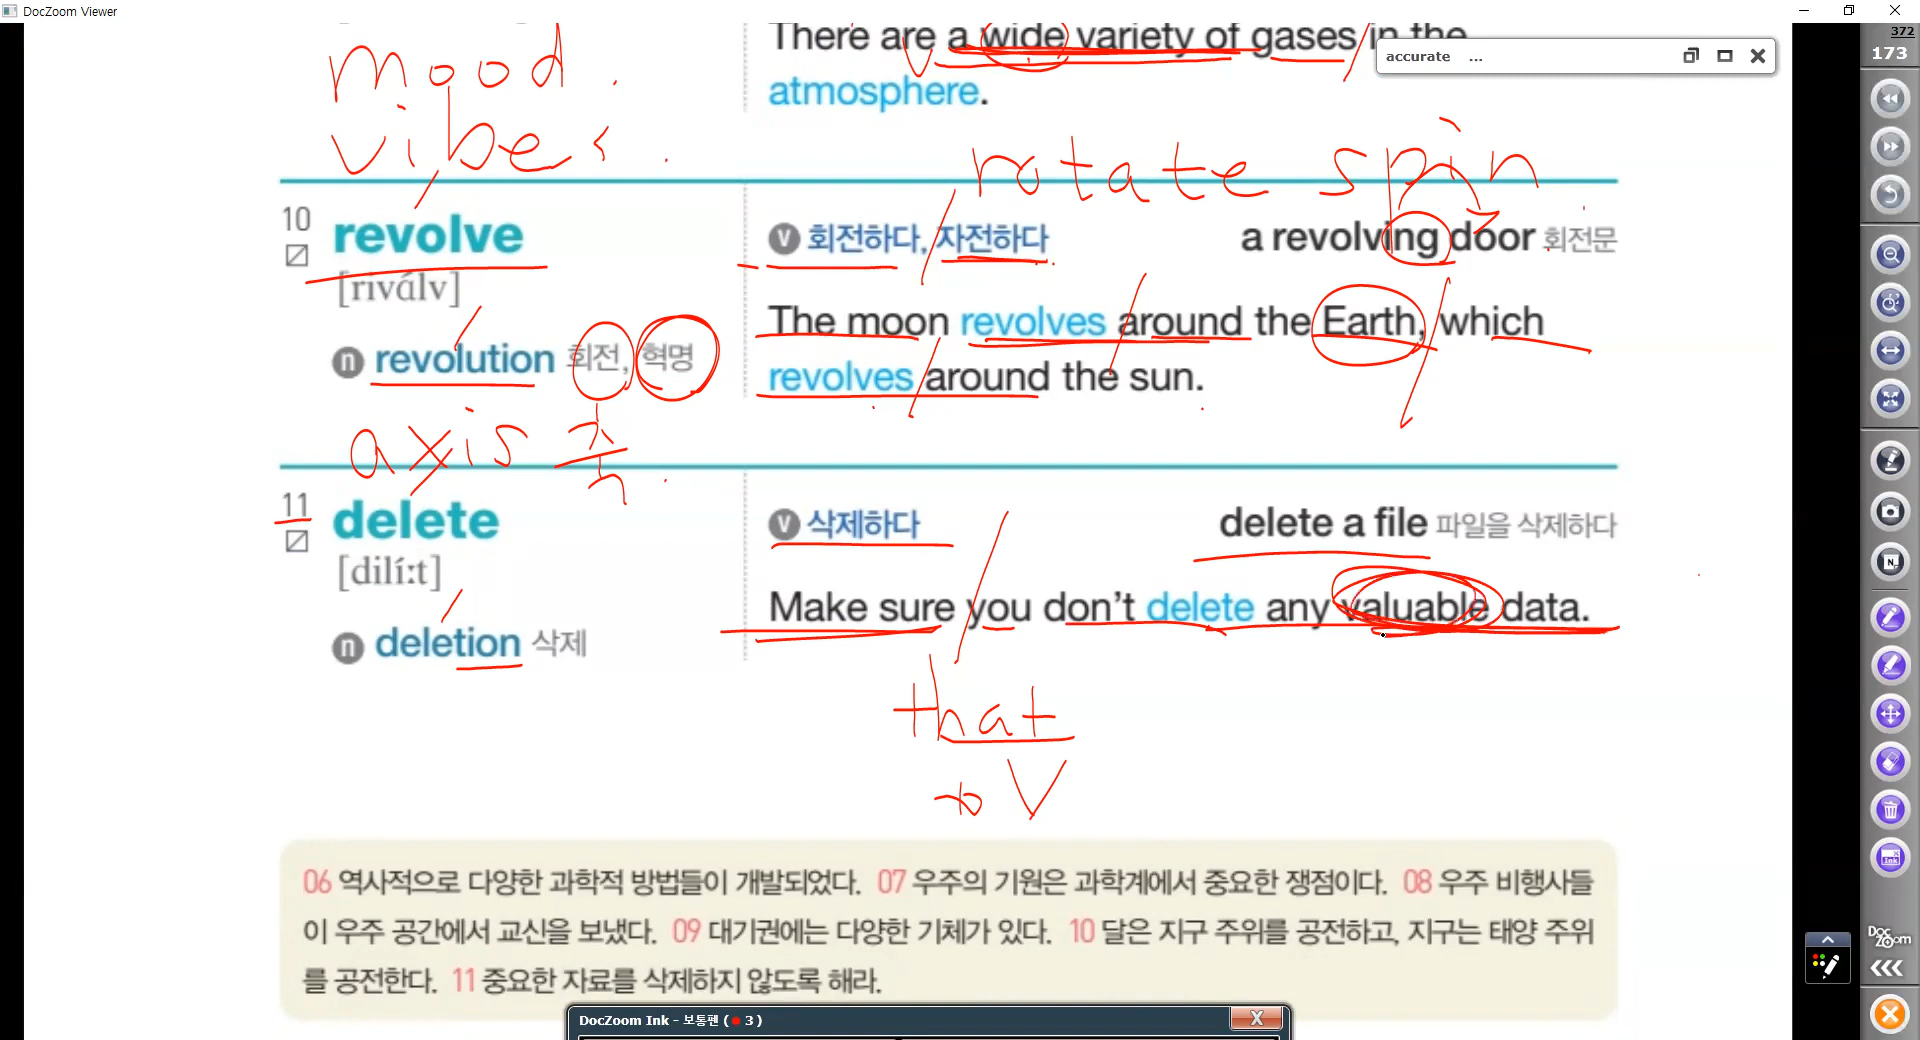 DocZoom Viewer
372
173
accurate ...
There are a wide variety of gases in the
atmosphere.
mood
vibes
rotate spin
10
revolve
[riválv]
n revolution 회전, 혁명
v 회전하다, 자전하다
a revolving door 회전문
The moon revolves around the Earth, which
revolves around the sun.
axis 축
11
delete
[dilíːt]
n deletion 삭제
v 삭제하다
delete a file 파일을 삭제하다
Make sure you don't delete any valuable data.
that
to V
06 역사적으로 다양한 과학적 방법들이 개발되었다. 07 우주의 기원은 과학계에서 중요한 쟁점이다. 08 우주 비행사들
이 우주 공간에서 교신을 보냈다. 09 대기권에는 다양한 기체가 있다. 10 달은 지구 주위를 공전하고, 지구는 태양 주위
를 공전한다. 11 중요한 자료를 삭제하지 않도록 해라.
DocZoom Ink - 보통펜 ( 3 )
N
Ink
Doc
Zoom